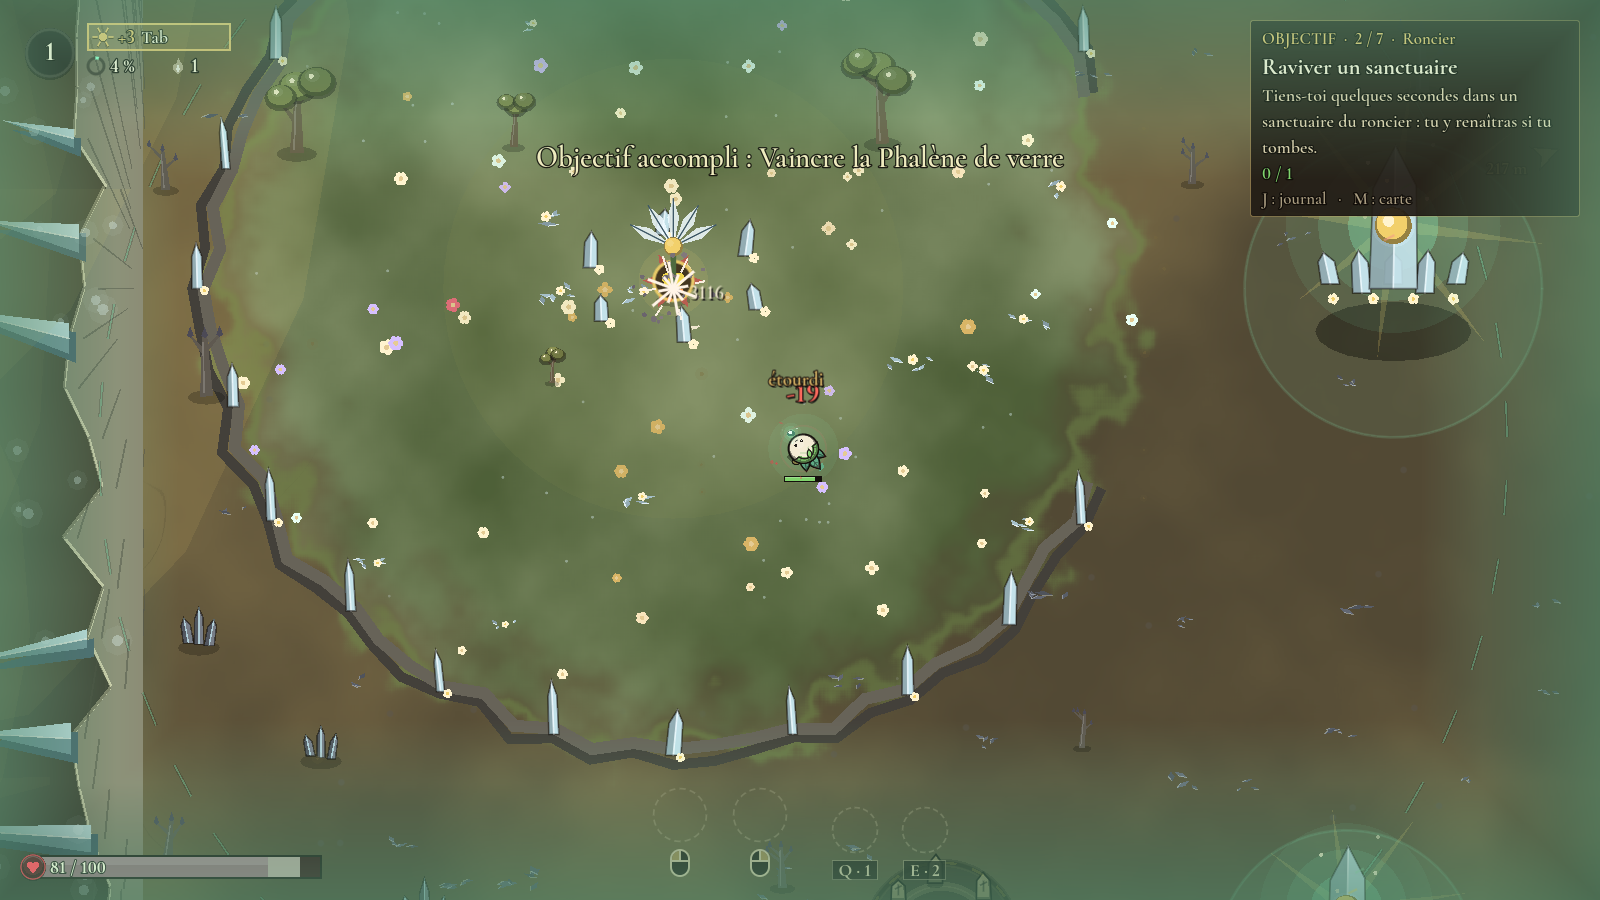 1
+3 Tab
4 %
1
OBJECTIF · 2 / 7 · Roncier
Raviver un sanctuaire
Tiens-toi quelques secondes dans un
sanctuaire du roncier : tu y renaîtras si tu
tombes.
0 / 1
J : journal · M : carte
Objectif accompli : Vaincre la Phalène de verre
étourdi
-19
81 / 100
Q · 1
E · 2